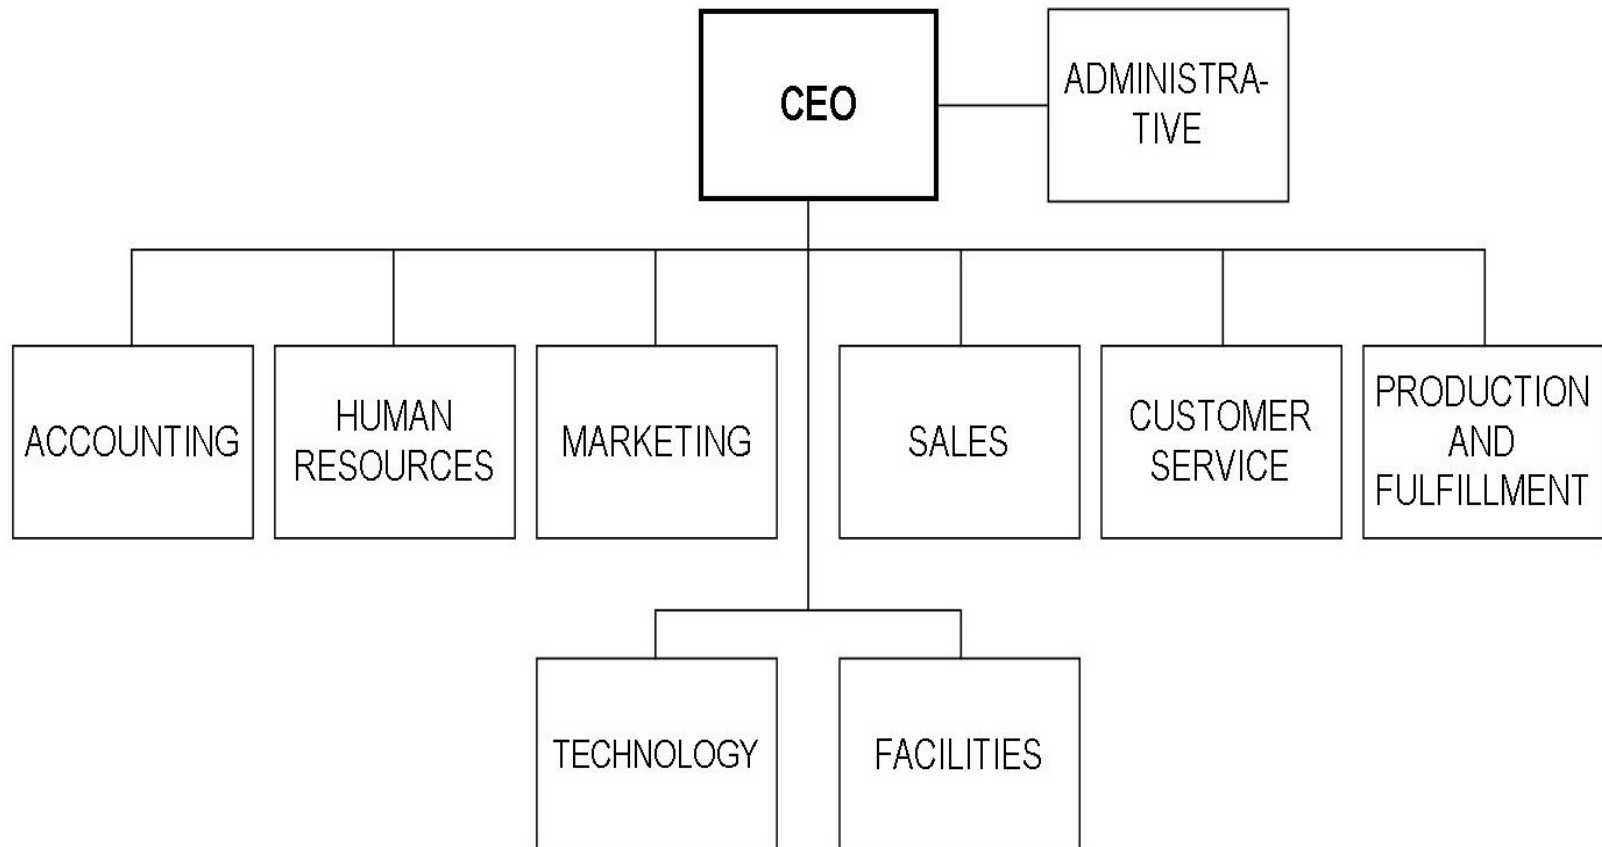 CEO
ADMINISTRA-
TIVE
ACCOUNTING
HUMAN
RESOURCES
MARKETING
SALES
CUSTOMER
SERVICE
PRODUCTION
AND
FULFILLMENT
TECHNOLOGY
FACILITIES